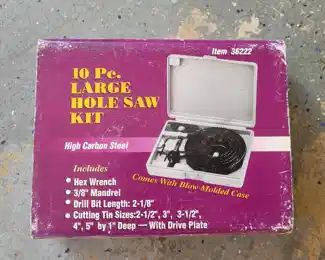 Item 36222
10 Pc.
LARGE
HOLE SAW
KIT
High Carbon Steel
Includes
• Hex Wrench
• 3/8" Mandrel
• Drill Bit Length: 2-1/8"
• Cutting Tin Sizes:2-1/2", 3", 3-1/2",
4", 5" by 1" Deep — With Drive Plate
Comes With Blow Molded Case